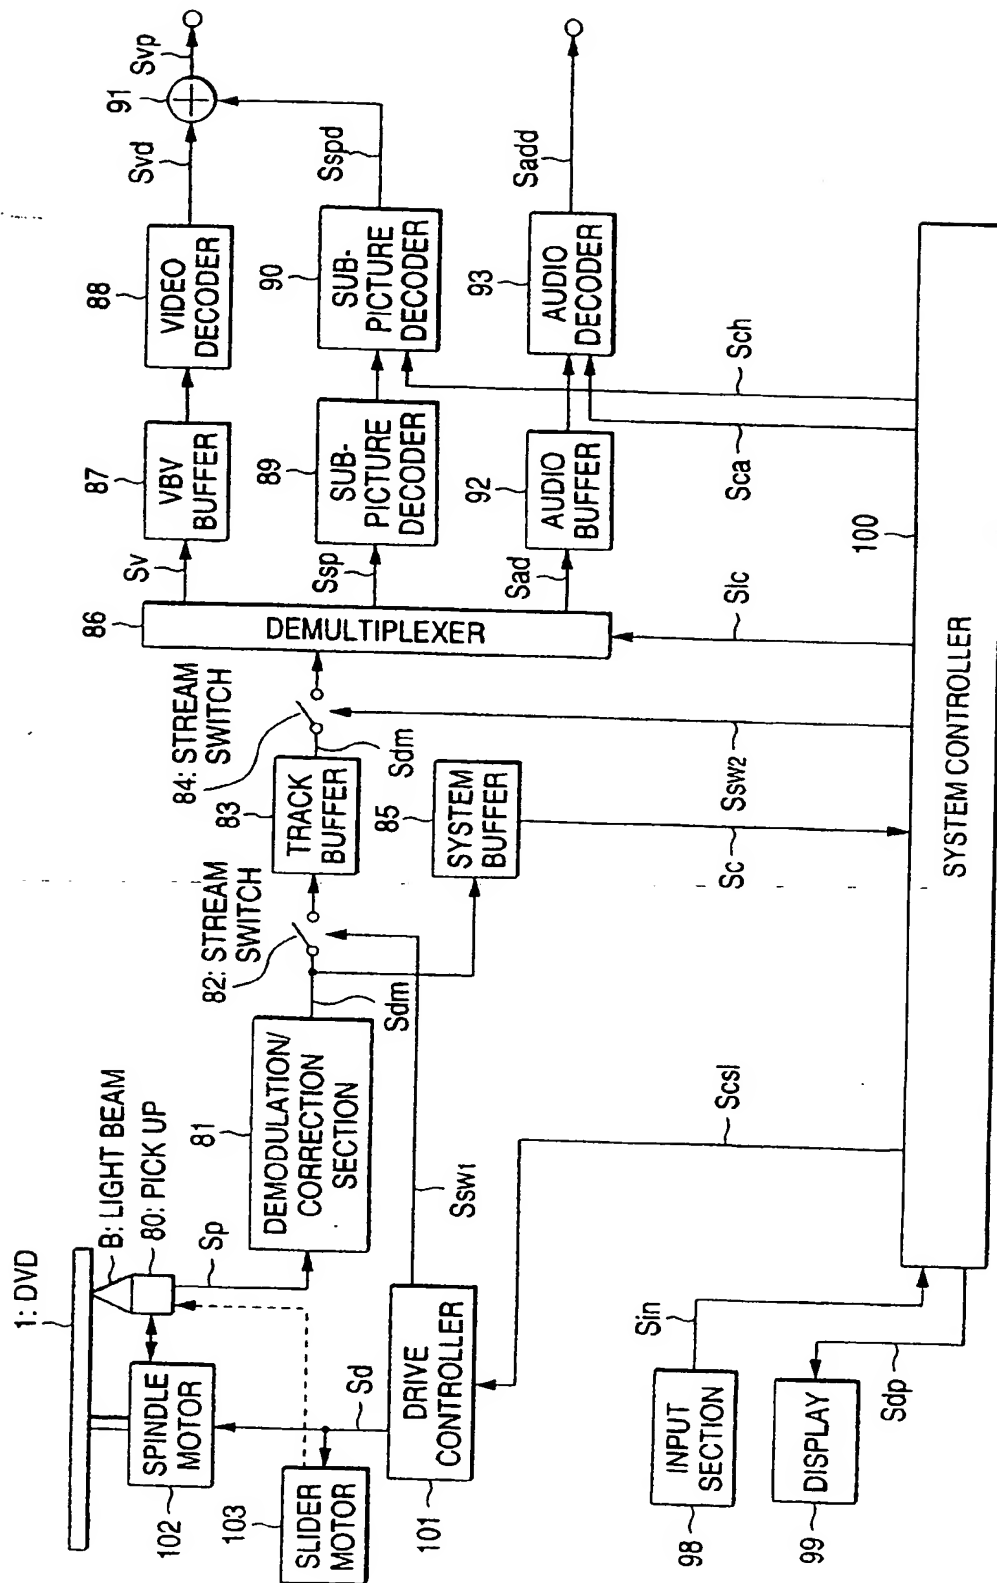 1: DVD
B: LIGHT BEAM
80: PICK UP
Sp
SPINDLE
MOTOR
102
SLIDER
MOTOR
103
Sd
DRIVE
CONTROLLER
101
Ssw1
DEMODULATION/
CORRECTION
SECTION
81
Sdm
82: STREAM
SWITCH
TRACK
BUFFER
83
84: STREAM
SWITCH
Sdm
SYSTEM
BUFFER
85
DEMULTIPLEXER
86
Sv
VBV
BUFFER
87
VIDEO
DECODER
88
Svd
91
Svp
Ssp
SUB-
PICTURE
DECODER
89
SUB-
PICTURE
DECODER
90
Sspd
Sad
AUDIO
BUFFER
92
AUDIO
DECODER
93
Sadd
INPUT
SECTION
98
Sin
DISPLAY
99
Sdp
Scsl
Sc
Ssw2
Slc
Sca
Sch
SYSTEM CONTROLLER
100